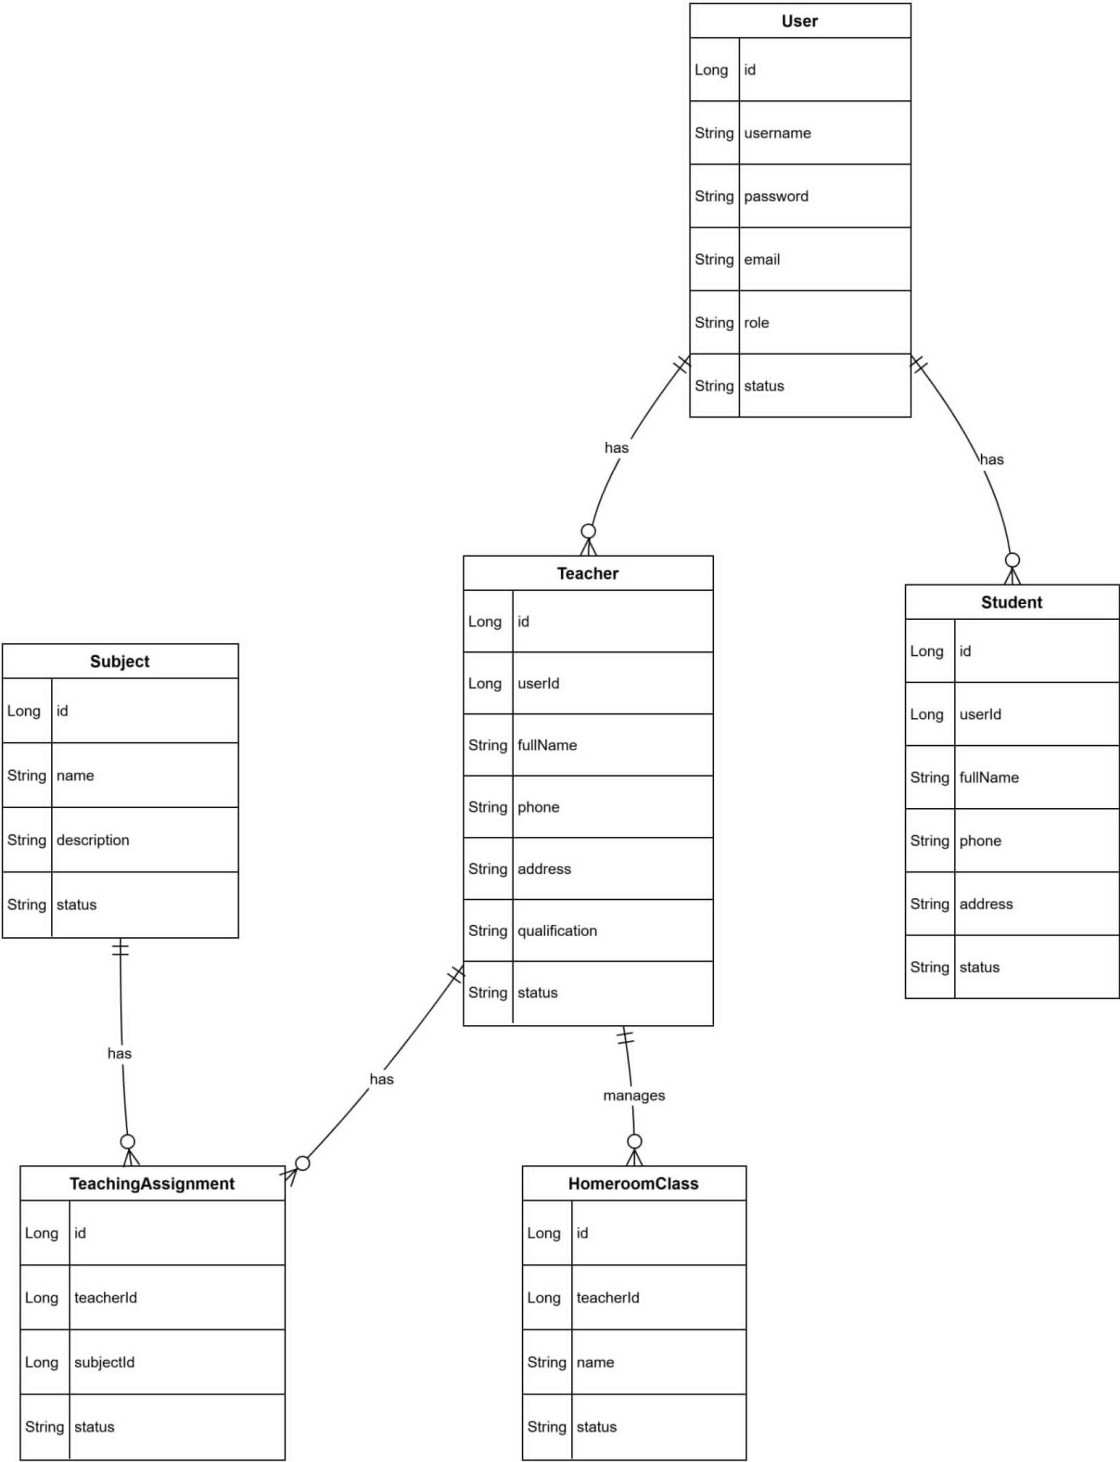 User
Long id
String username
String password
String email
String role
String status
has
has
Teacher
Long id
Long userId
String fullName
String phone
String address
String qualification
String status
Student
Long id
Long userId
String fullName
String phone
String address
String status
Subject
Long id
String name
String description
String status
has
has
manages
TeachingAssignment
Long id
Long teacherId
Long subjectId
String status
HomeroomClass
Long id
Long teacherId
String name
String status